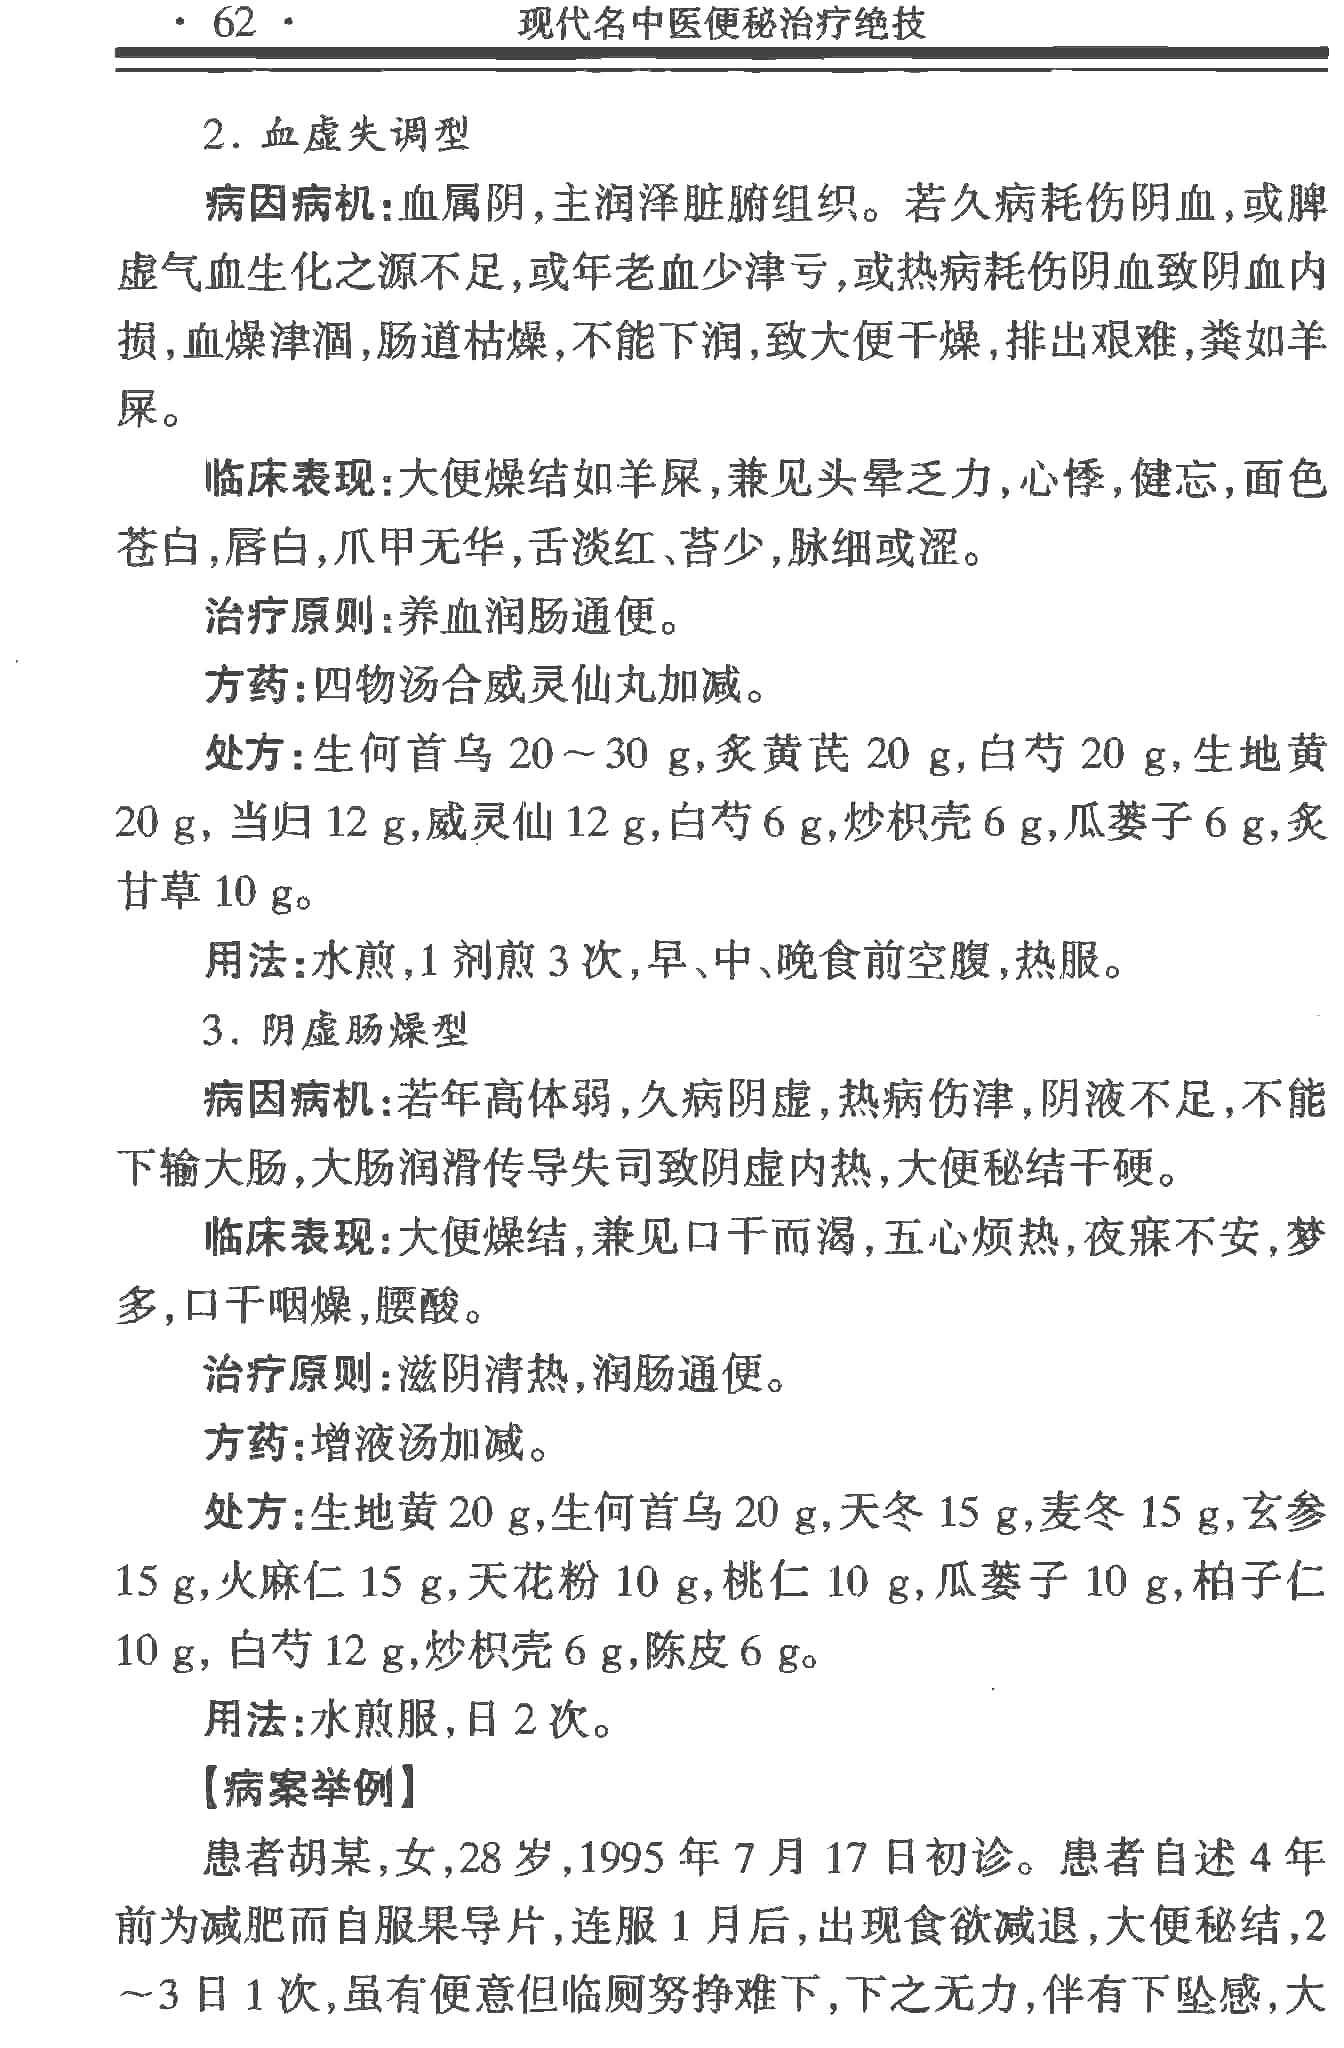 · 62 · 现代名中医便秘治疗绝技
2. 血虚失调型
病因病机:血属阴,主润泽脏腑组织。若久病耗伤阴血,或脾
虚气血生化之源不足,或年老血少津亏,或热病耗伤阴血致阴血内
损,血燥津涸,肠道枯燥,不能下润,致大便干燥,排出艰难,粪如羊
屎。
临床表现:大便燥结如羊屎,兼见头晕乏力,心悸,健忘,面色
苍白,唇白,爪甲无华,舌淡红、苔少,脉细或涩。
治疗原则:养血润肠通便。
方药:四物汤合威灵仙丸加减。
处方:生何首乌 20～30 g,炙黄芪 20 g,白芍 20 g,生地黄
20 g, 当归 12 g,威灵仙 12 g,白芍 6 g,炒枳壳 6 g,瓜蒌子 6 g,炙
甘草 10 g。
用法:水煎,1 剂煎 3 次,早、中、晚食前空腹,热服。
3. 阴虚肠燥型
病因病机:若年高体弱,久病阴虚,热病伤津,阴液不足,不能
下输大肠,大肠润滑传导失司致阴虚内热,大便秘结干硬。
临床表现:大便燥结,兼见口干而渴,五心烦热,夜寐不安,梦
多,口干咽燥,腰酸。
治疗原则:滋阴清热,润肠通便。
方药:增液汤加减。
处方:生地黄 20 g,生何首乌 20 g,天冬 15 g,麦冬 15 g,玄参
15 g,火麻仁 15 g,天花粉 10 g,桃仁 10 g,瓜蒌子 10 g,柏子仁
10 g, 白芍 12 g,炒枳壳 6 g,陈皮 6 g。
用法:水煎服,日 2 次。
【病案举例】
患者胡某,女,28 岁,1995 年 7 月 17 日初诊。患者自述 4 年
前为减肥而自服果导片,连服 1 月后,出现食欲减退,大便秘结,2
～3 日 1 次,虽有便意但临厕努挣难下,下之无力,伴有下坠感,大